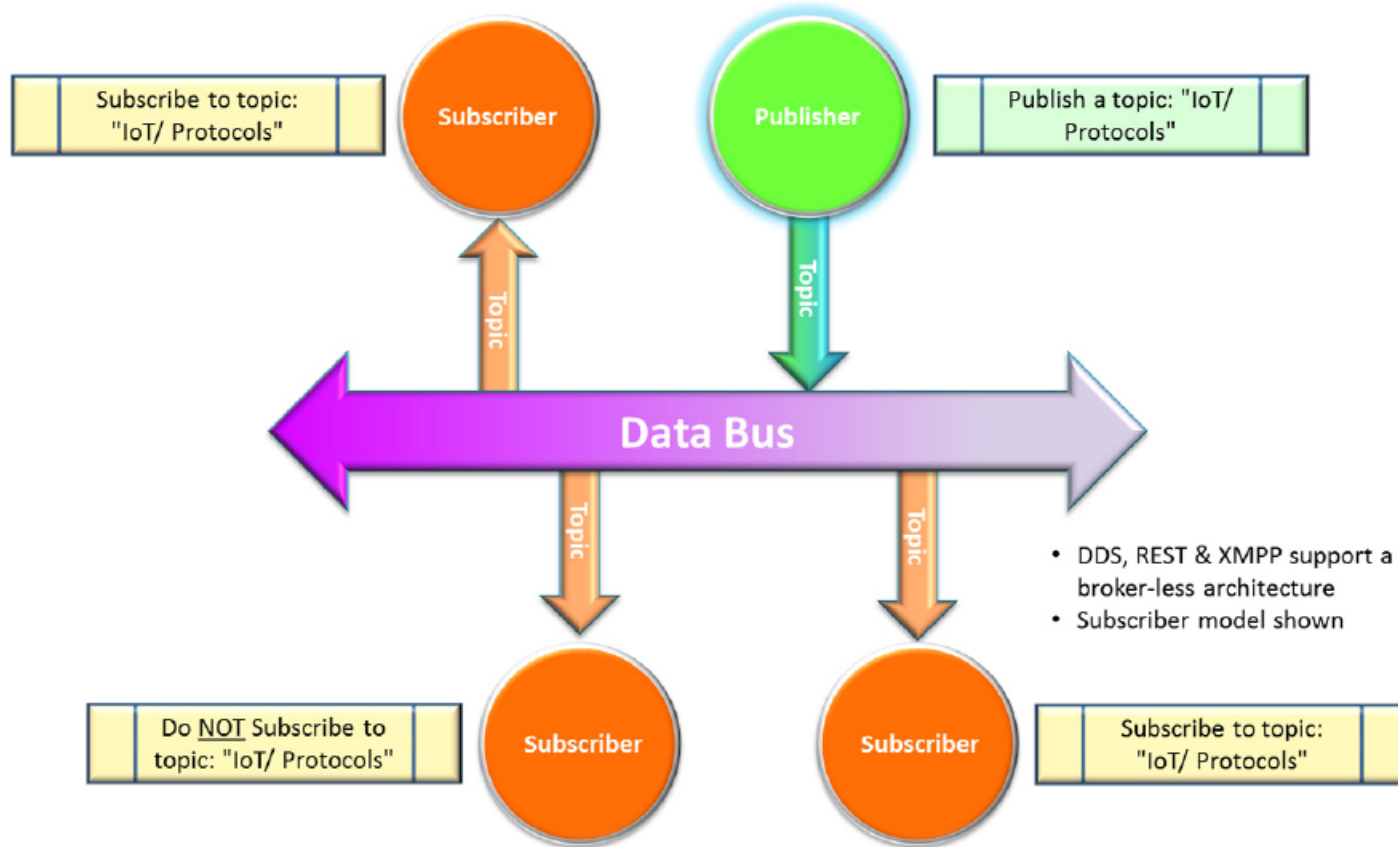 Subscribe to topic:
"IoT/ Protocols"
Subscriber
Publisher
Publish a topic: "IoT/
Protocols"
Topic
Topic
Data Bus
Topic
Topic
• DDS, REST & XMPP support a
broker-less architecture
• Subscriber model shown
Do NOT Subscribe to
topic: "IoT/ Protocols"
Subscriber
Subscriber
Subscribe to topic:
"IoT/ Protocols"